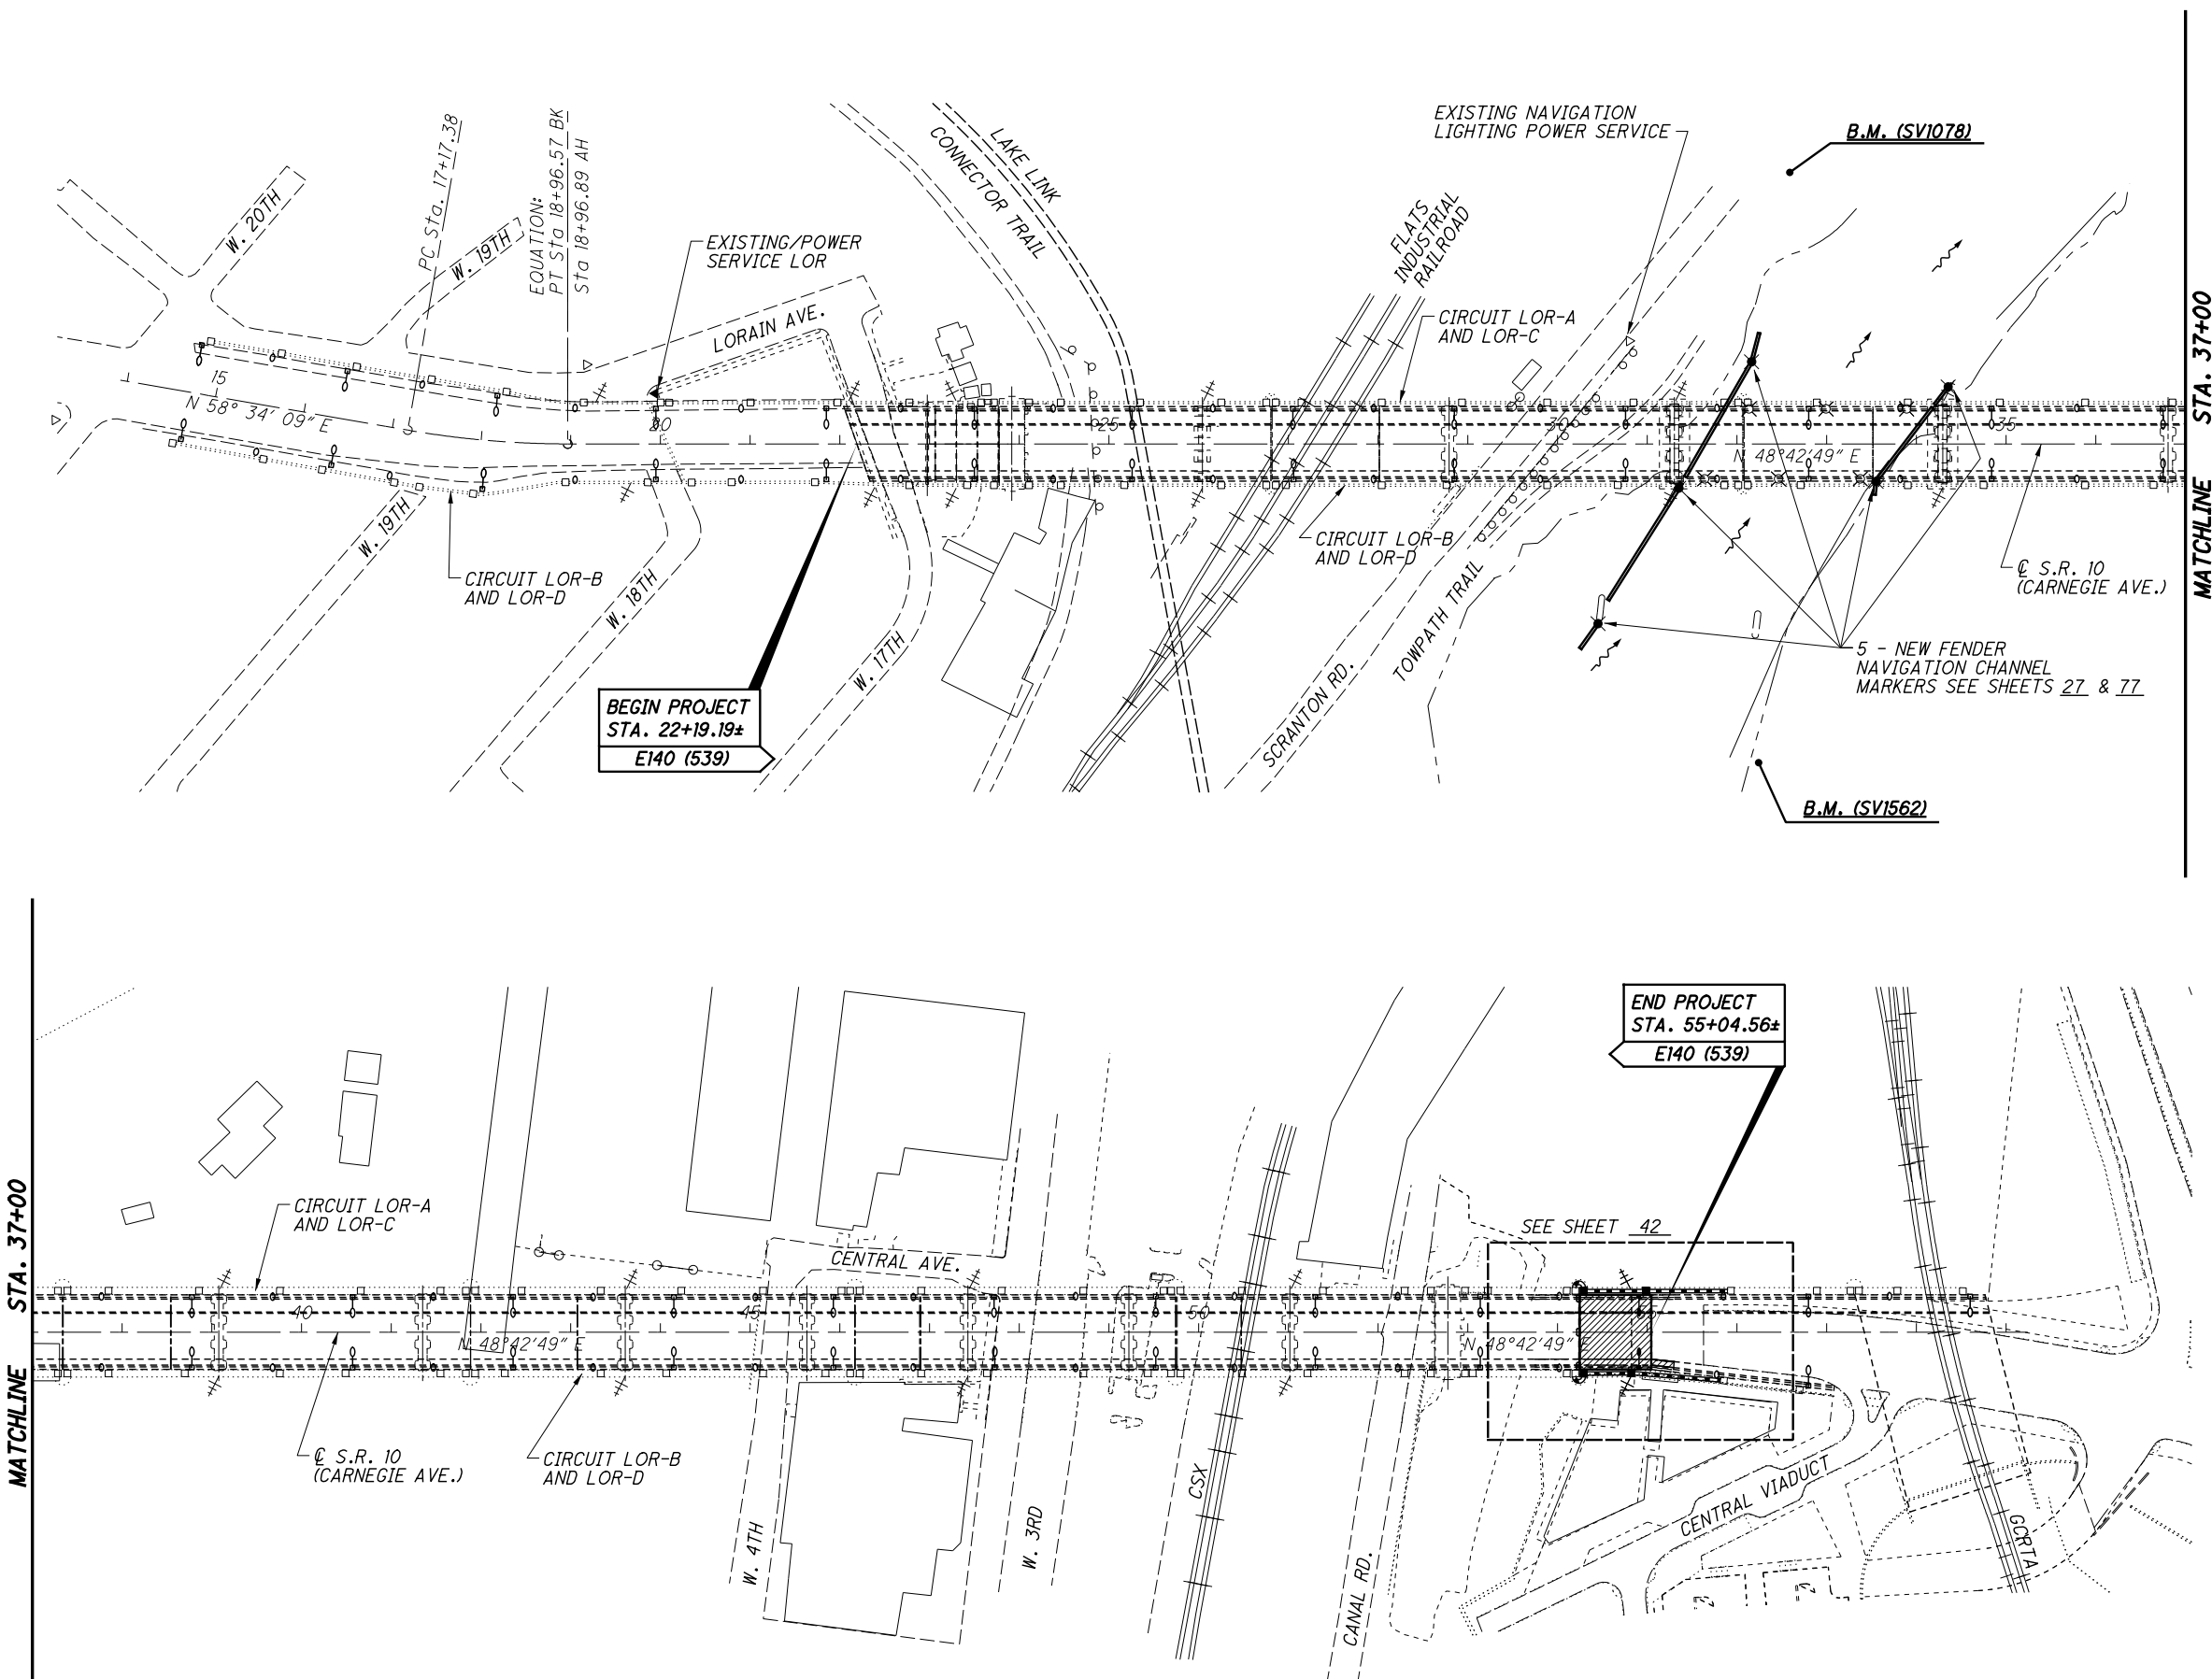 EXISTING NAVIGATION
LIGHTING POWER SERVICE
B.M. (SV1078)
W. 20TH
PC Sta. 17+17.38
W. 19TH
EQUATION:
PT Sta 18+96.57 BK
Sta 18+96.89 AH
EXISTING/POWER
SERVICE LOR
LORAIN AVE.
LAKE LINK
CONNECTOR TRAIL
FLATS
INDUSTRIAL
RAILROAD
CIRCUIT LOR-A
AND LOR-C
MATCHLINE STA. 37+00
15
N 58° 34' 09" E
20
25
30
N 48°42'49" E
35
W. 19TH
CIRCUIT LOR-B
AND LOR-D
W. 18TH
W. 17TH
BEGIN PROJECT
STA. 22+19.19±
E140 (539)
CIRCUIT LOR-B
AND LOR-D
SCRANTON RD.
TOWPATH TRAIL
℄ S.R. 10
(CARNEGIE AVE.)
5 - NEW FENDER
NAVIGATION CHANNEL
MARKERS SEE SHEETS 27 & 77
B.M. (SV1562)
MATCHLINE STA. 37+00
END PROJECT
STA. 55+04.56±
E140 (539)
CIRCUIT LOR-A
AND LOR-C
SEE SHEET 42
CENTRAL AVE.
40
N 48°42'49" E
45
50
N 48°42'49" E
℄ S.R. 10
(CARNEGIE AVE.)
CIRCUIT LOR-B
AND LOR-D
W. 4TH
W. 3RD
CSX
CANAL RD.
CENTRAL VIADUCT
GCRTA